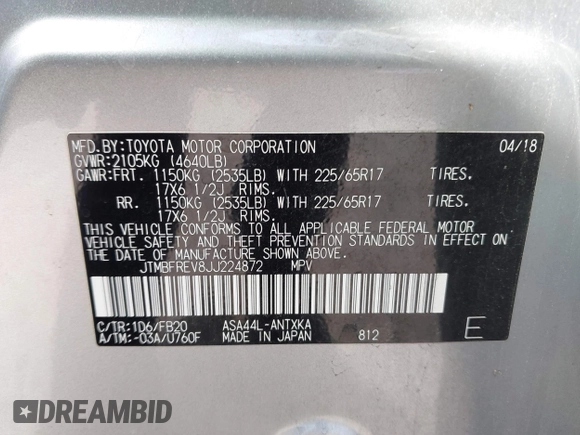 MFD.BY:TOYOTA MOTOR CORPORATION 04/18
GVWR:2105KG (4640LB)
GAWR:FRT. 1150KG (2535LB) WITH 225/65R17 TIRES.
17X6 1/2J RIMS.
RR. 1150KG (2535LB) WITH 225/65R17 TIRES.
17X6 1/2J RIMS.
THIS VEHICLE CONFORMS TO ALL APPLICABLE FEDERAL MOTOR
VEHICLE SAFETY AND THEFT PREVENTION STANDARDS IN EFFECT ON
THE DATE OF MANUFACTURE SHOWN ABOVE.
JTMBFREV8JJ224872 MPV
C/TR:1D6/FB20 ASA44L-ANTXKA
A/TM:-03A/U760F MADE IN JAPAN 812 E
DREAMBID